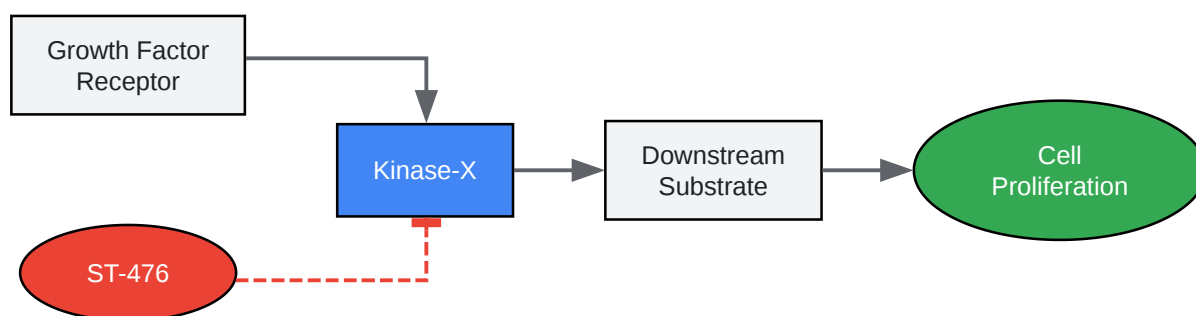 Growth Factor
Receptor
Kinase-X
Downstream
Substrate
Cell
Proliferation
ST-476